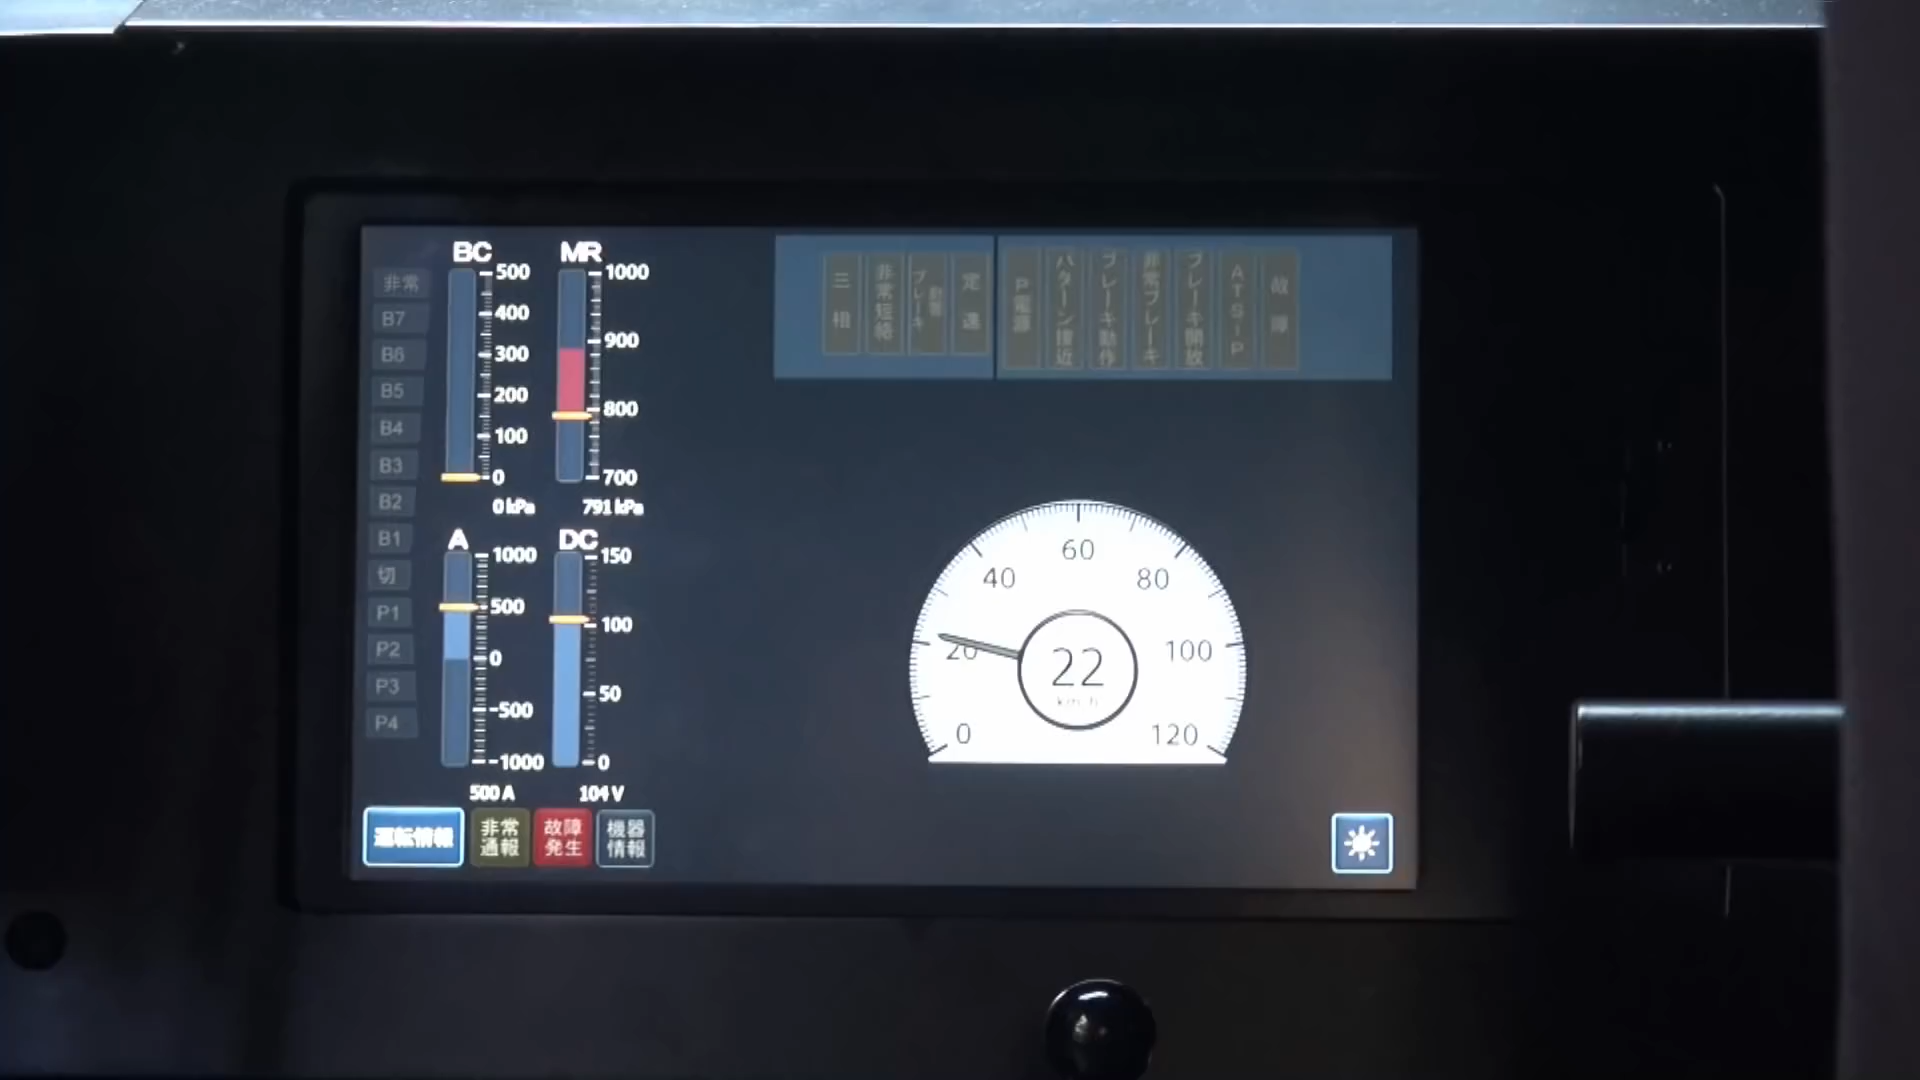 BC
MR
非常
B7
B6
B5
B4
B3
B2
B1
切
P1
P2
P3
P4
500
400
300
200
100
0
0 kPa
1000
900
800
700
791 kPa
A
1000
500
0
-500
-1000
500 A
DC
150
100
50
0
104 V
三相
非常短絡
ブレーキ
定速
P電源
パターン接近
ブレーキ動作
非常ブレーキ
ブレーキ開放
ATS-P
故障
0
20
40
60
80
100
120
22
km/h
運転情報
非常
通報
故障
発生
機器
情報